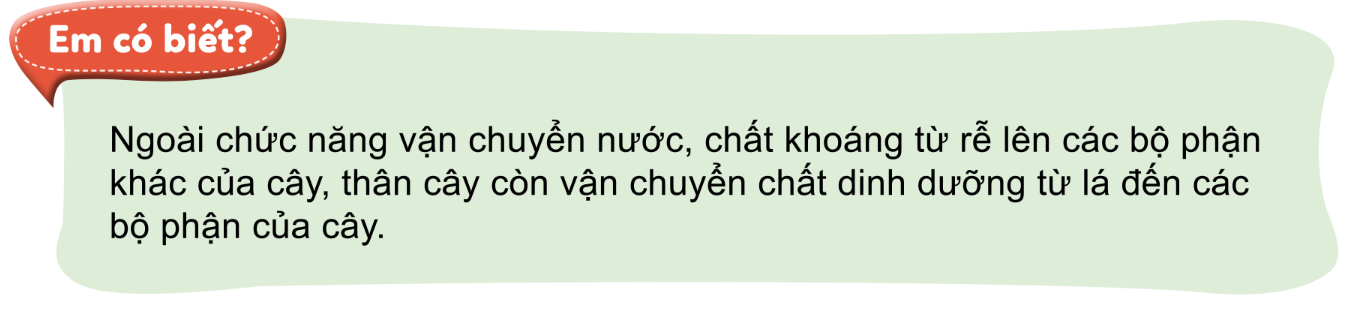 Em có biết?
Ngoài chức năng vận chuyển nước, chất khoáng từ rễ lên các bộ phận
khác của cây, thân cây còn vận chuyển chất dinh dưỡng từ lá đến các
bộ phận của cây.